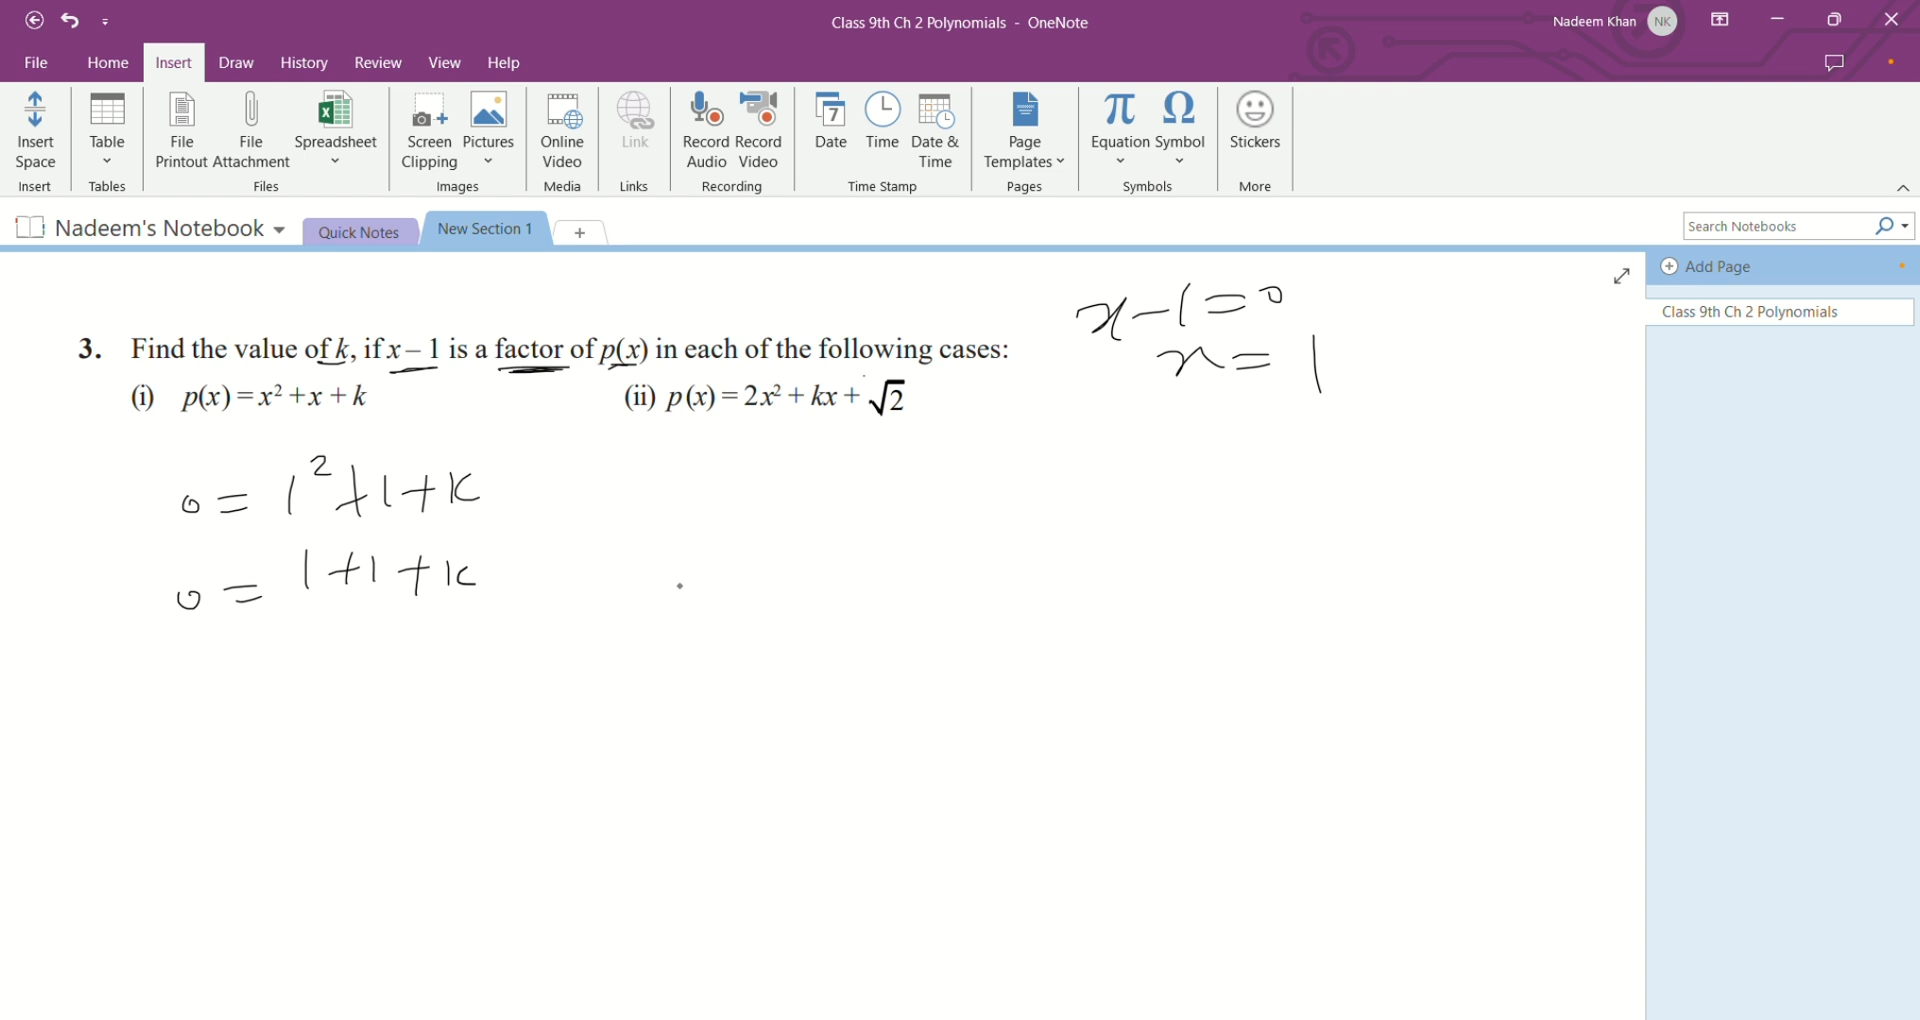 Class 9th Ch 2 Polynomials - OneNote
Nadeem Khan NK
File Home Insert Draw History Review View Help
Insert Space
Table
File Printout
File Attachment
Spreadsheet
Screen Clipping
Pictures
Online Video
Link
Record Audio
Record Video
7
Date
Time
Date & Time
Page Templates
π
Equation
Ω
Symbol
Stickers
Insert Tables Files Images Media Links Recording Time Stamp Pages Symbols More
Nadeem's Notebook
Quick Notes
New Section 1
+
Search Notebooks
Add Page
Class 9th Ch 2 Polynomials
x-1=0
x=1
3. Find the value of k, if x – 1 is a factor of p(x) in each of the following cases:
(i) p(x) = x² + x + k (ii) p(x) = 2x² + kx + √2
0 = 1² + 1 + k
0 = 1 + 1 + k